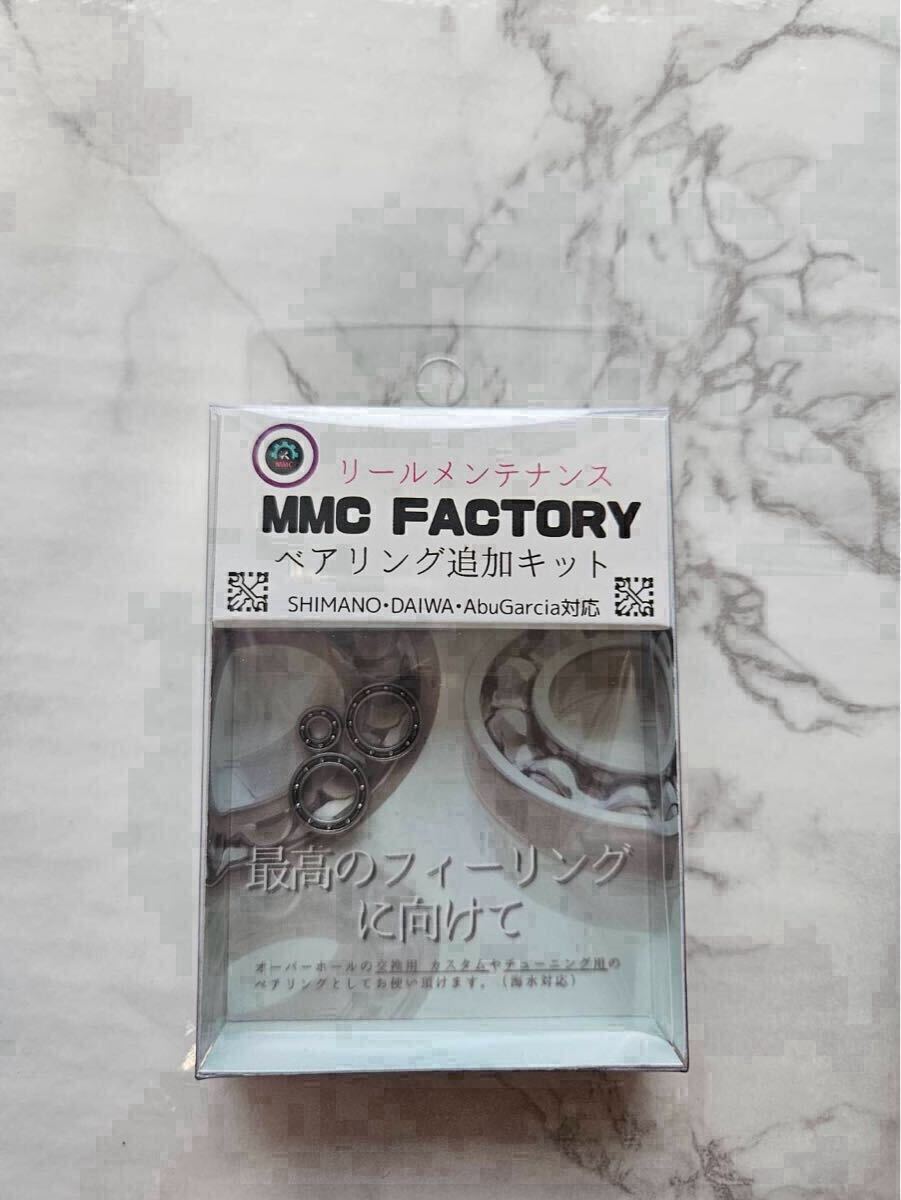 MMC
リールメンテナンス
MMC FACTORY
ベアリング追加キット
SHIMANO・DAIWA・AbuGarcia対応
最高のフィーリング
に向けて
オーバーホールの交換用 カスタムやチューニング用の
ベアリングとしてお使い頂けます。（海水対応）